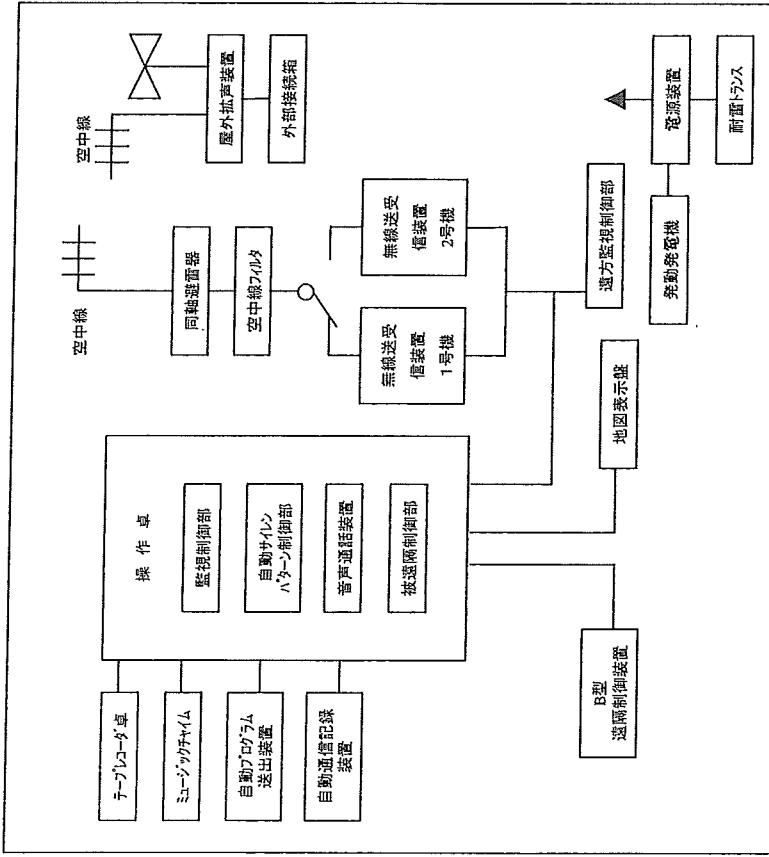 テープレコーダ卓
ミュージックチャイム
自動プログラム
送出装置
自動通信記録
装置
操作卓
監視制御部
自動サイレン
パターン制御部
音声通話装置
被遠隔制御部
B型
遠隔制御装置
地図表示盤
空中線
同軸避雷器
空中線フィルタ
無線送受
信装置
1号機
無線送受
信装置
2号機
遠方監視制御部
空中線
屋外拡声装置
外部接続箱
発動発電機
電源装置
耐雷トランス